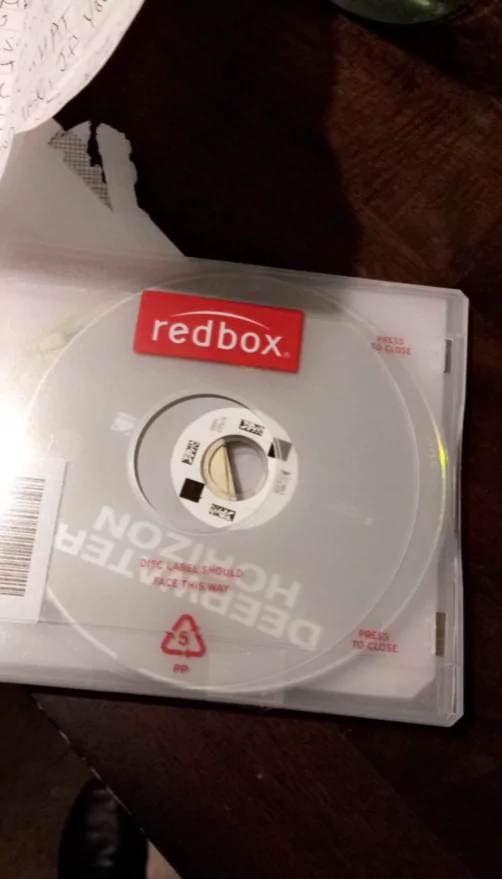 redbox
PRESS
TO CLOSE
DEEPWATER
HORIZON
DISC LABEL SHOULD
FACE THIS WAY
5
PP
PRESS
TO CLOSE